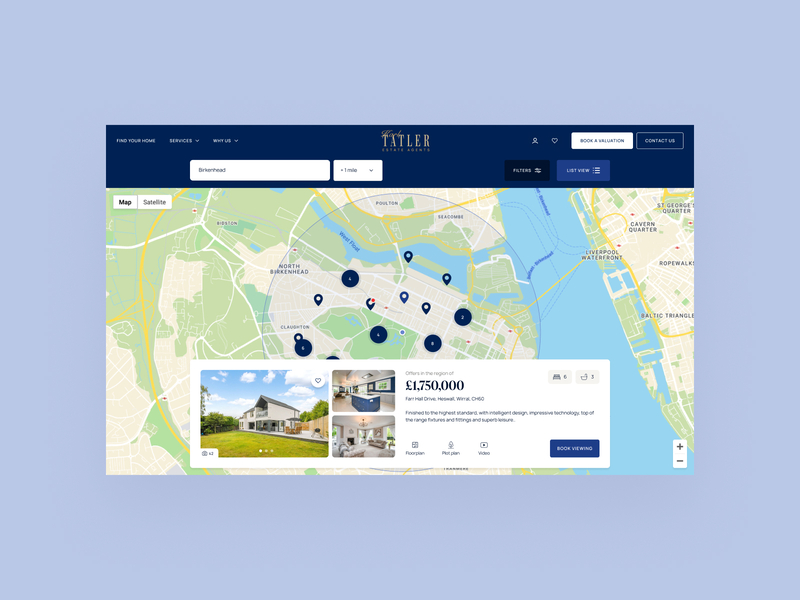 FIND YOUR HOME
SERVICES
WHY US
TATLER
ESTATE AGENTS
BOOK A VALUATION
CONTACT US
Birkenhead
< 1 mile
FILTERS
LIST VIEW
Map
Satellite
POULTON
SEACOMBE
ST GEORGE'S
QUARTER
BIDSTON
West Float
CAVERN
QUARTER
LIVERPOOL
WATERFRONT
ROPEWALKS
NORTH
BIRKENHEAD
BALTIC TRIANGLE
CLAUGHTON
4
2
4
8
6
Offers in the region of
£1,750,000
6
3
Farr Hall Drive, Heswall, Wirral, CH60
Finished to the highest standard, with intelligent design, impressive technology, top of
the range fixtures and fittings and superb leisure..
42
Floorplan
Plot plan
Video
BOOK VIEWING
+
−